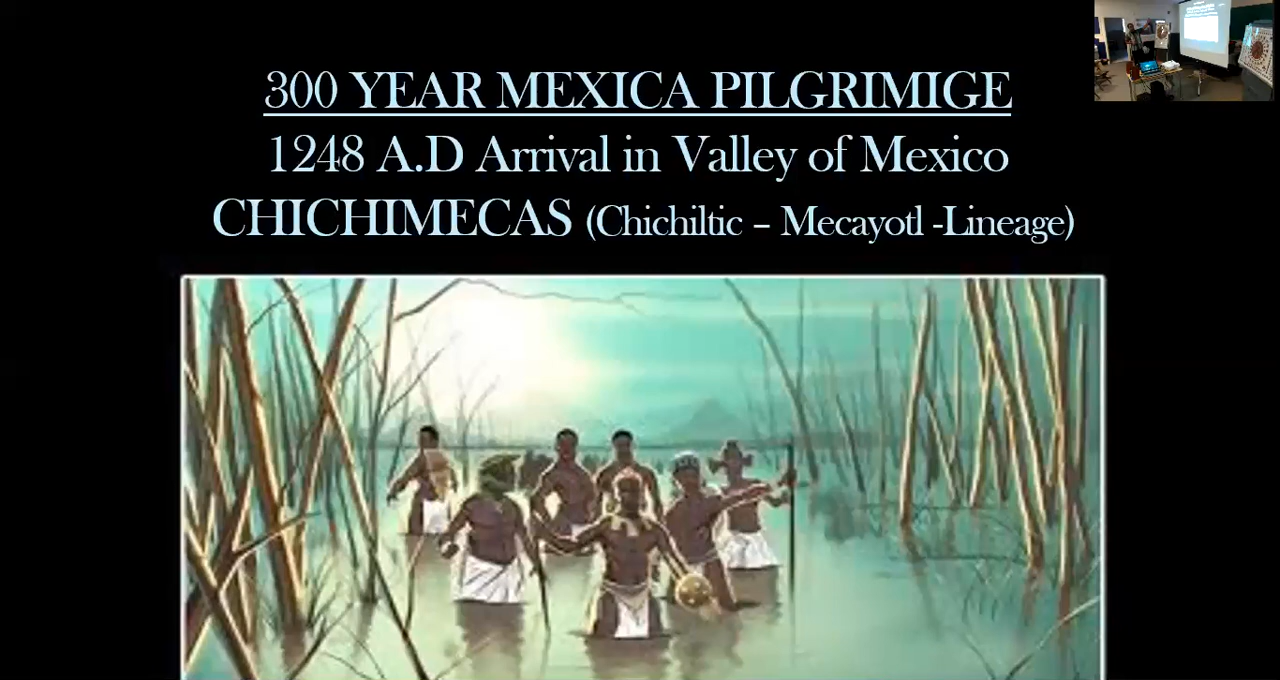 300 YEAR MEXICA PILGRIMIGE
1248 A.D Arrival in Valley of Mexico
CHICHIMECAS (Chichiltic – Mecayotl -Lineage)